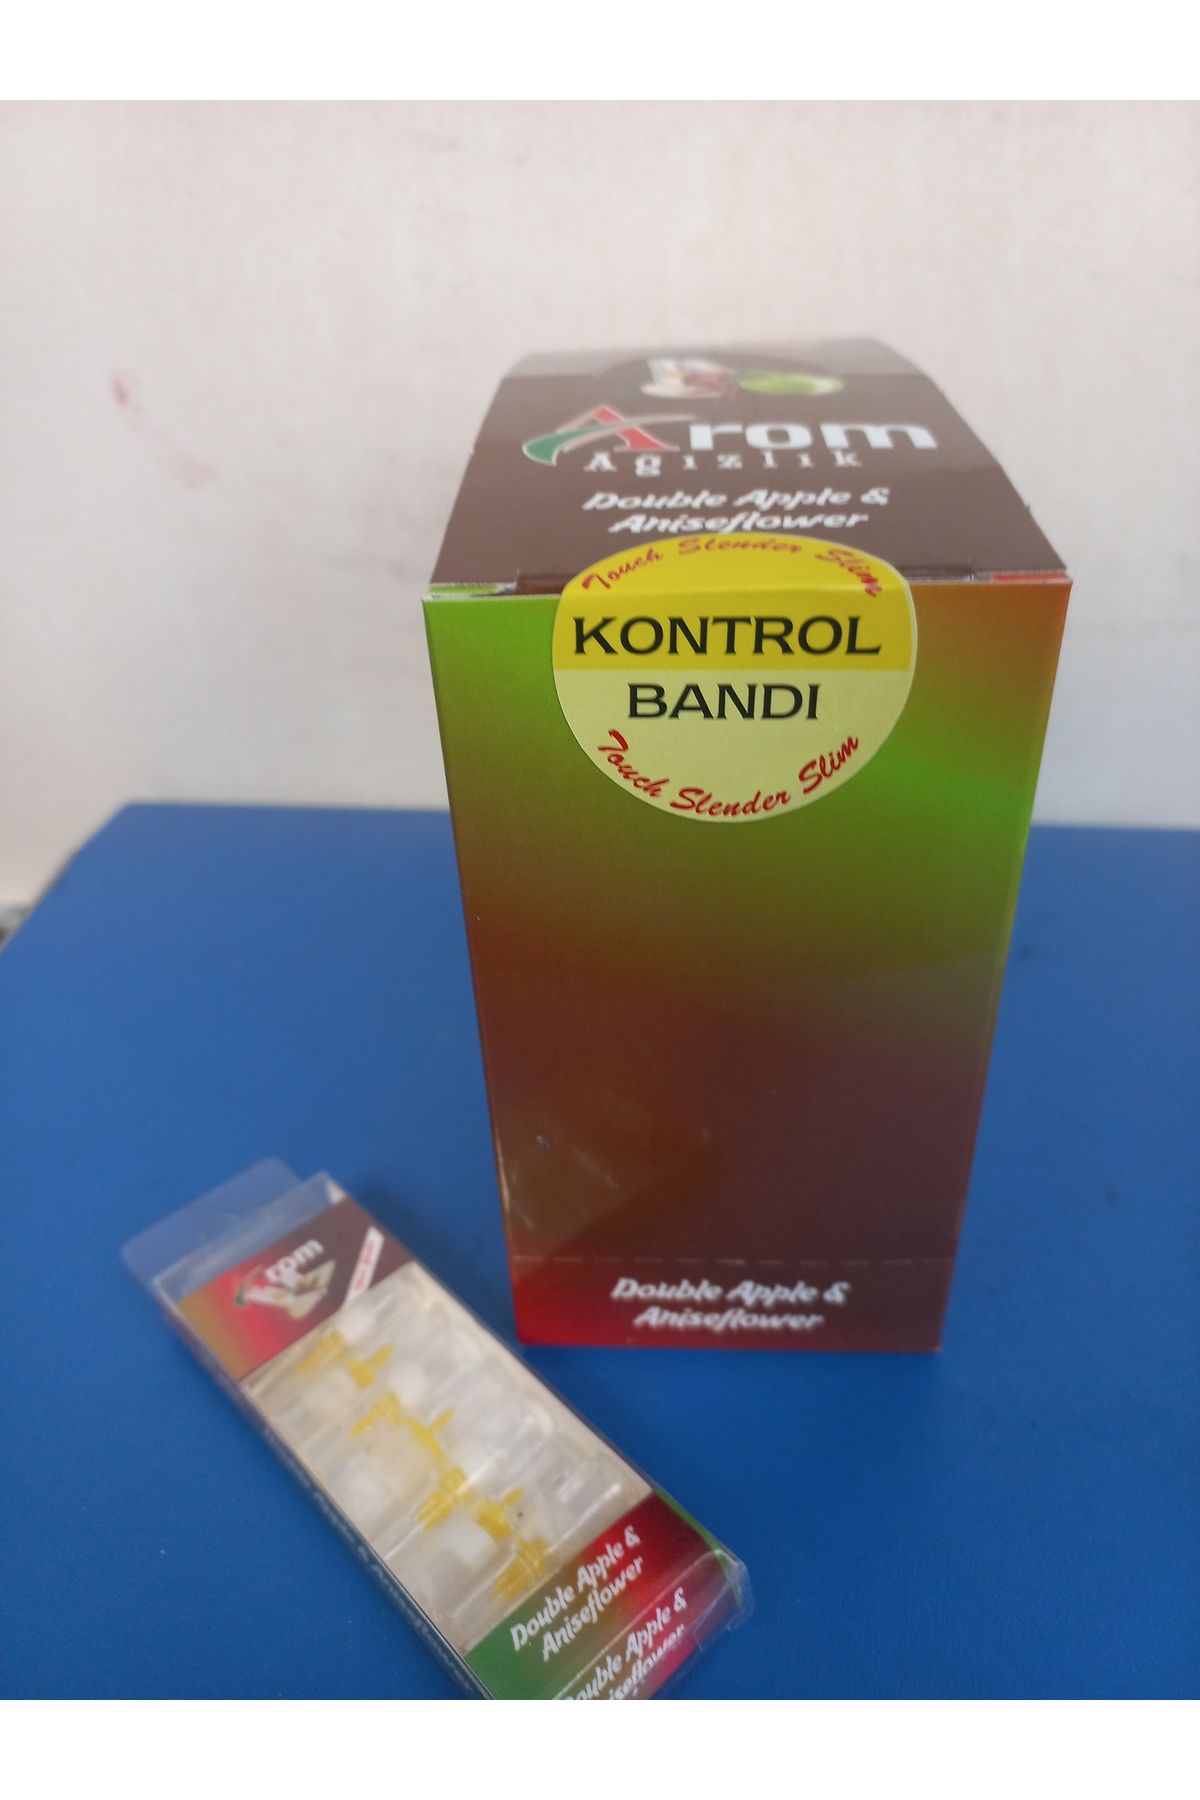 Arom
Ağızlık
Double Apple &
Aniseflower
Touch Slender Slim
KONTROL
BANDI
Touch Slender Slim
Double Apple &
Aniseflower
Arom
Double Apple &
Aniseflower
Double Apple &
Aniseflower